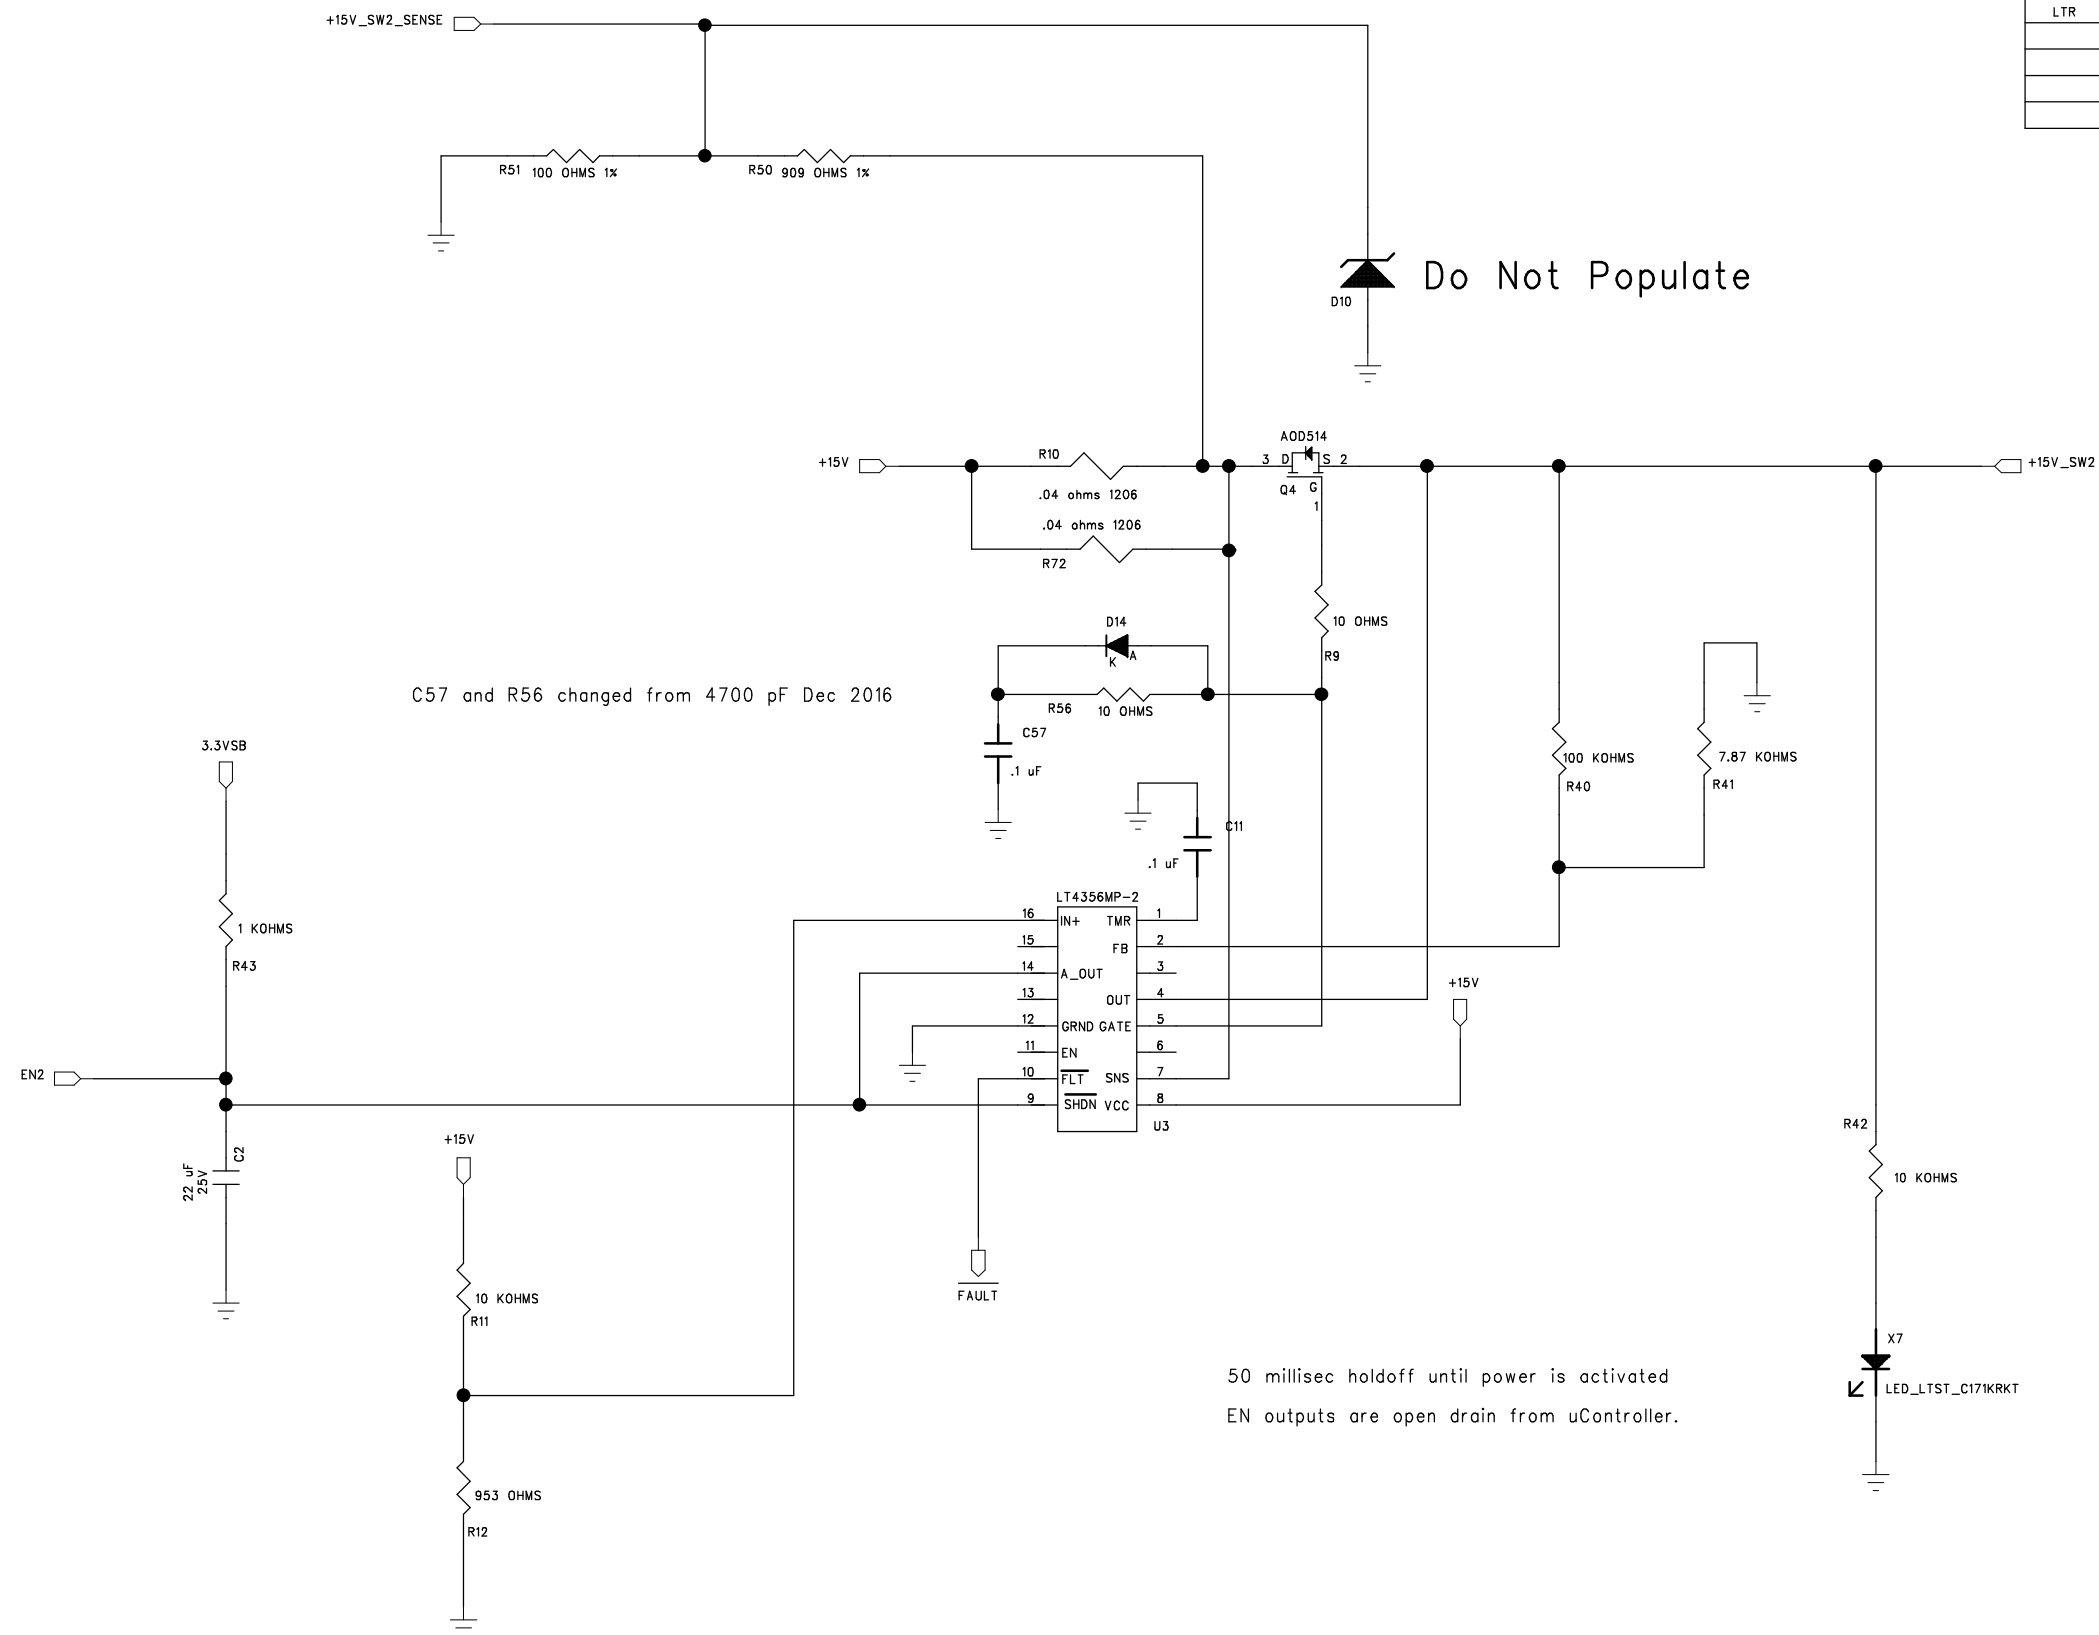 LTR
+15V_SW2_SENSE
R51 100 OHMS 1%
R50 909 OHMS 1%
Do Not Populate
D10
AOD514
+15V
R10
3 D S 2
+15V_SW2
Q4 G
1
.04 ohms 1206
.04 ohms 1206
R72
D14
K A
10 OHMS
R9
C57 and R56 changed from 4700 pF Dec 2016
R56 10 OHMS
C57
.1 uF
3.3VSB
100 KOHMS
R40
7.87 KOHMS
R41
C11
.1 uF
LT4356MP-2
1 KOHMS
R43
16 IN+ TMR 1
15 FB 2
14 A_OUT 3
13 OUT 4
12 GRND GATE 5
11 EN 6
10 FLT SNS 7
9 SHDN VCC 8
U3
+15V
EN2
C2
22 uF
25V
+15V
R42
10 KOHMS
10 KOHMS
R11
FAULT
X7
LED_LTST_C171KRKT
50 millisec holdoff until power is activated
EN outputs are open drain from uController.
953 OHMS
R12